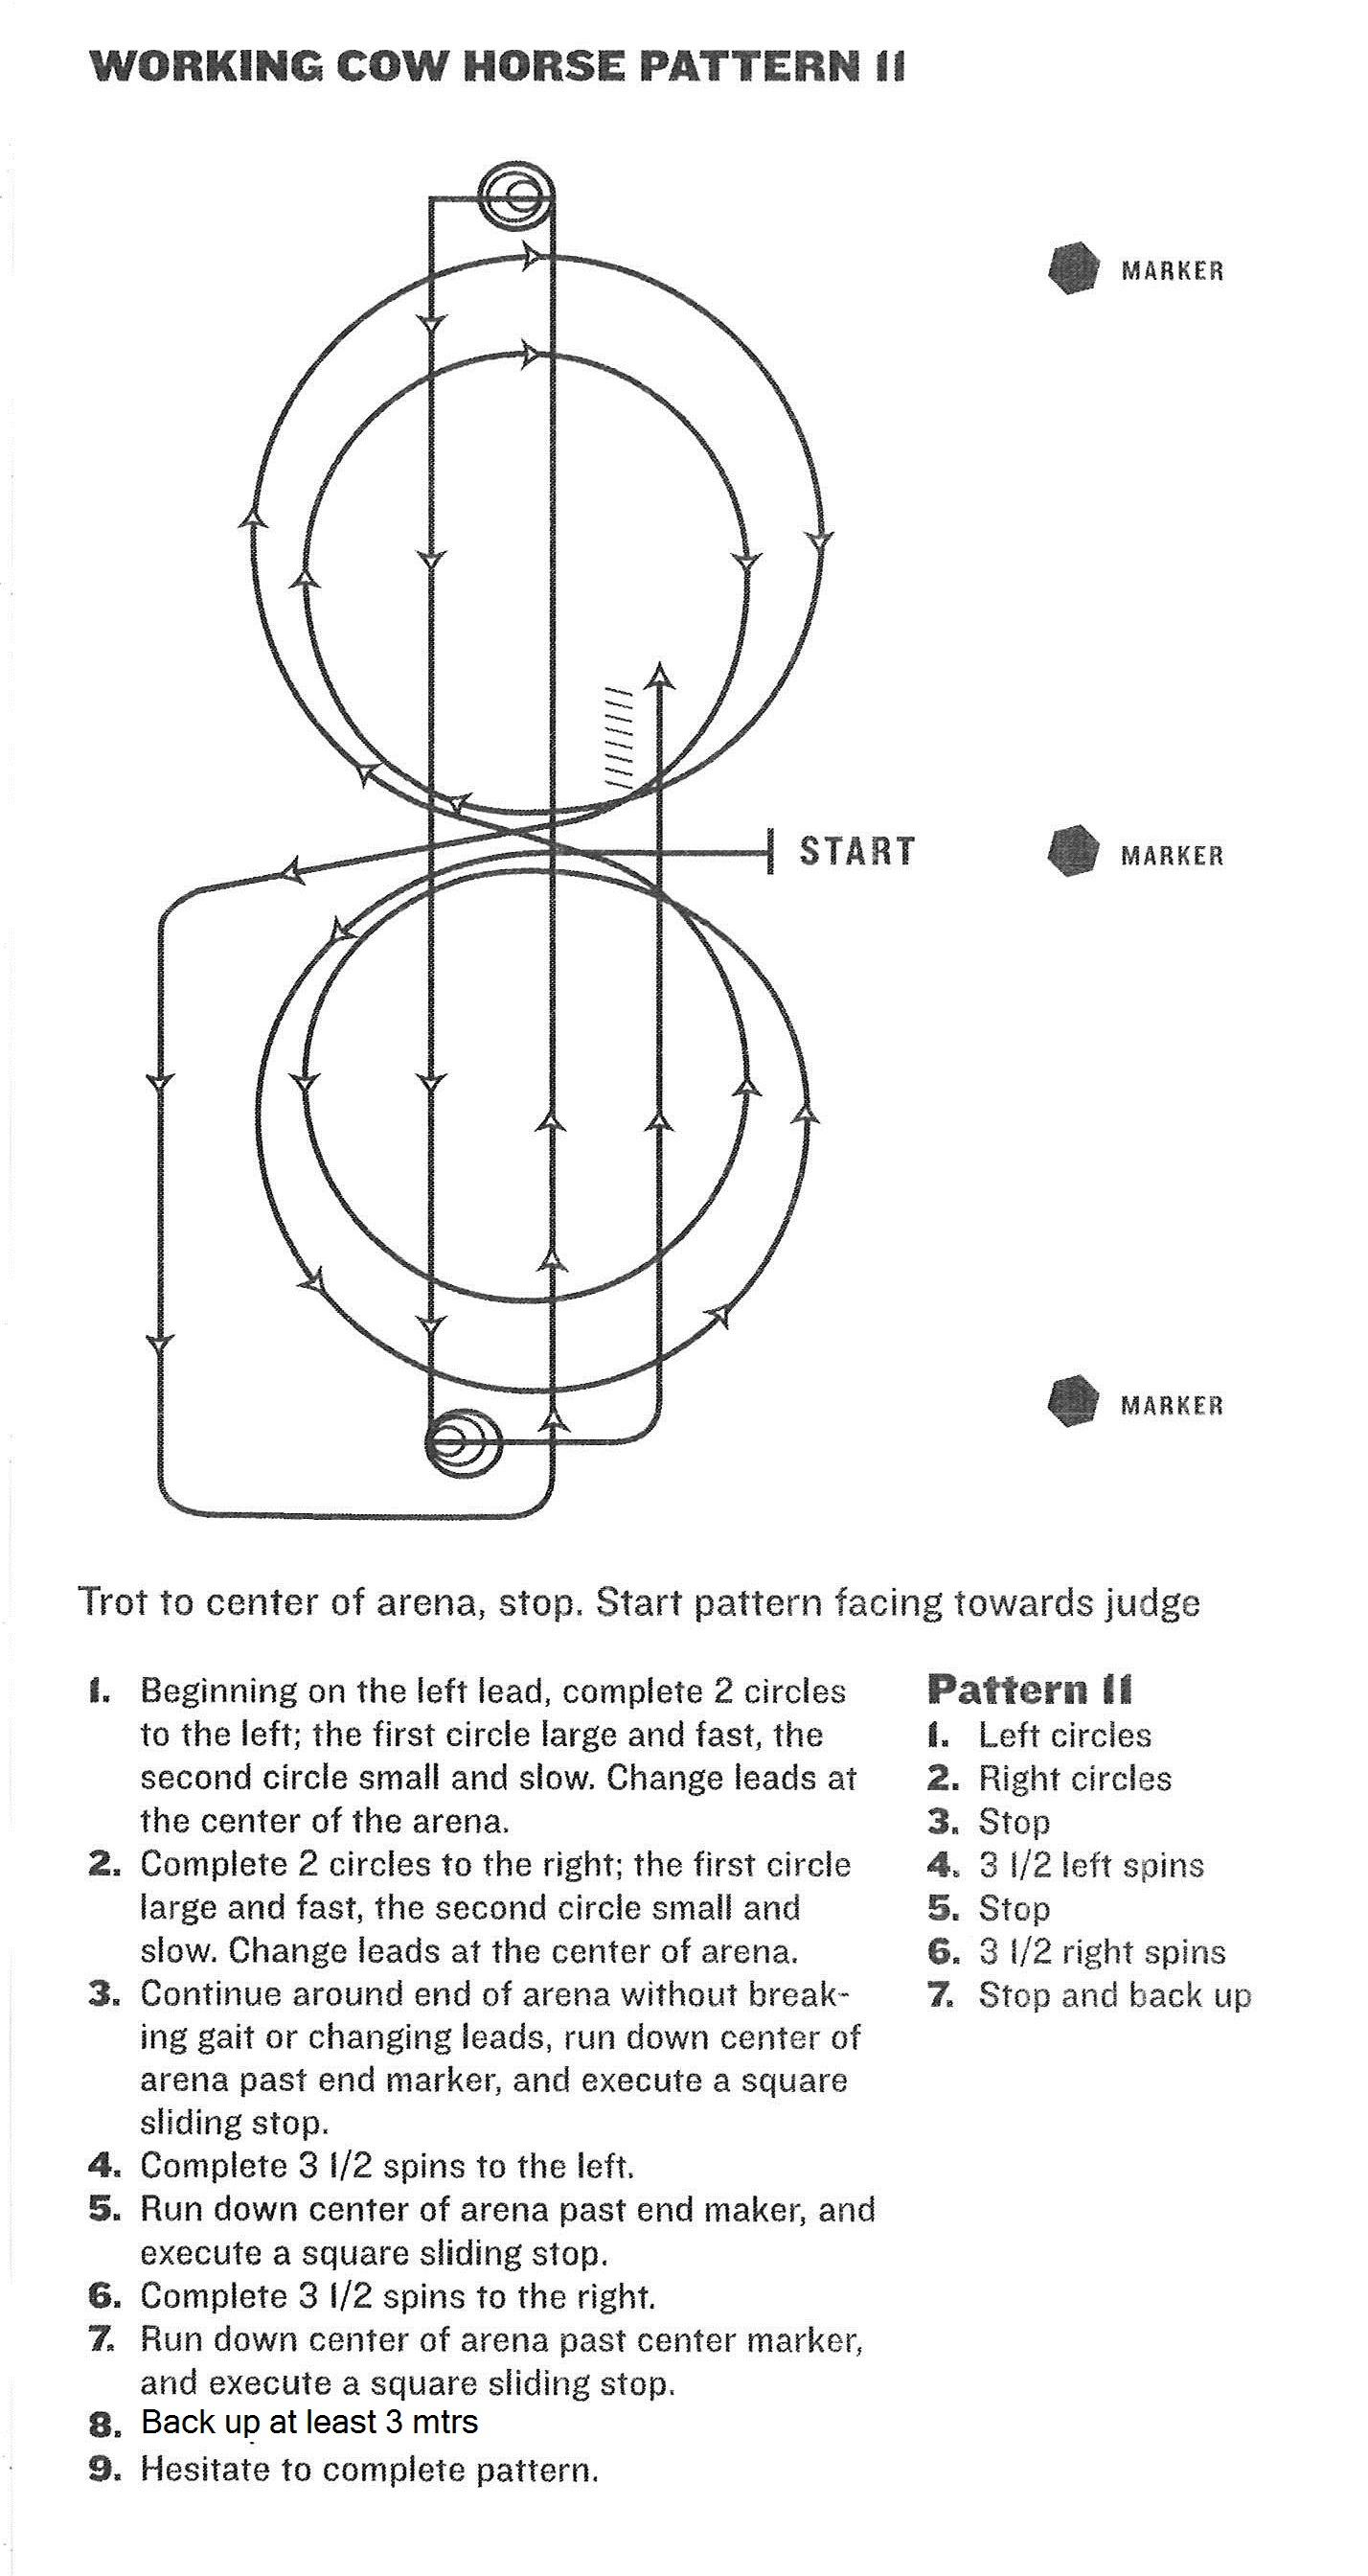 WORKING COW HORSE PATTERN 11
MARKER
START
MARKER
MARKER
Trot to center of arena, stop. Start pattern facing towards judge
1. Beginning on the left lead, complete 2 circles
to the left; the first circle large and fast, the
second circle small and slow. Change leads at
the center of the arena.
2. Complete 2 circles to the right; the first circle
large and fast, the second circle small and
slow. Change leads at the center of arena.
3. Continue around end of arena without break-
ing gait or changing leads, run down center of
arena past end marker, and execute a square
sliding stop.
4. Complete 3 1/2 spins to the left.
5. Run down center of arena past end maker, and
execute a square sliding stop.
6. Complete 3 1/2 spins to the right.
7. Run down center of arena past center marker,
and execute a square sliding stop.
8. Back up at least 3 mtrs
9. Hesitate to complete pattern.
Pattern 11
1. Left circles
2. Right circles
3. Stop
4. 3 1/2 left spins
5. Stop
6. 3 1/2 right spins
7. Stop and back up